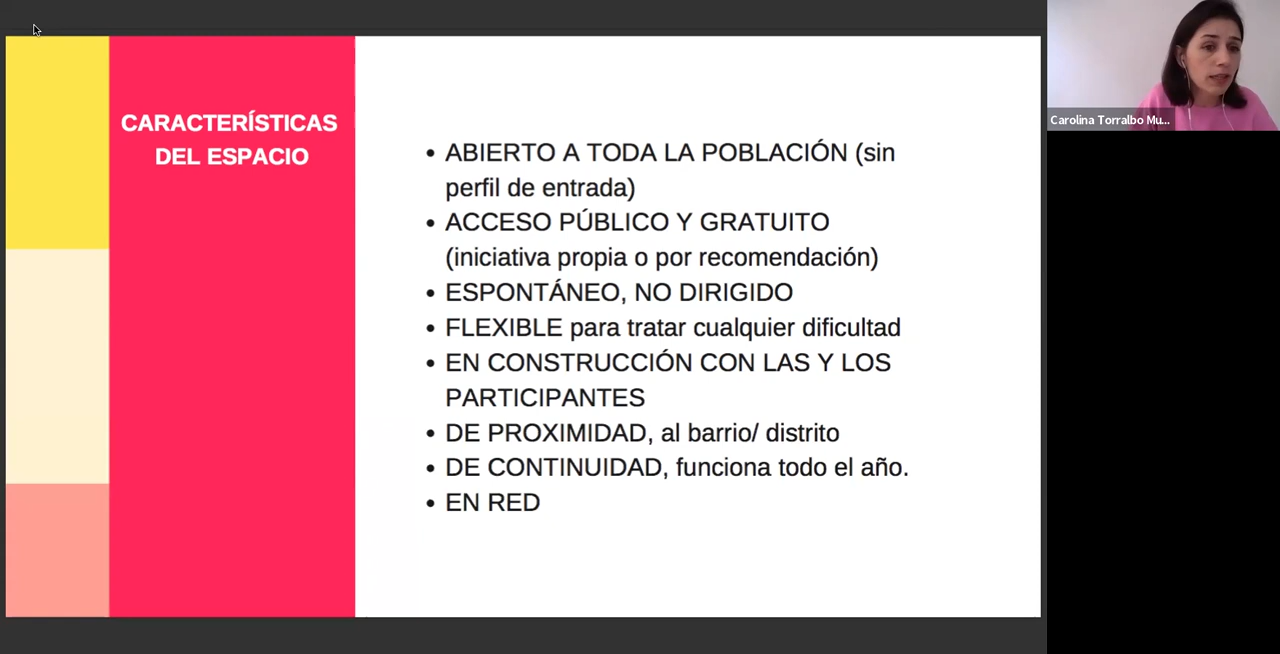 CARACTERÍSTICAS
DEL ESPACIO
• ABIERTO A TODA LA POBLACIÓN (sin
perfil de entrada)
• ACCESO PÚBLICO Y GRATUITO
(iniciativa propia o por recomendación)
• ESPONTÁNEO, NO DIRIGIDO
• FLEXIBLE para tratar cualquier dificultad
• EN CONSTRUCCIÓN CON LAS Y LOS
PARTICIPANTES
• DE PROXIMIDAD, al barrio/ distrito
• DE CONTINUIDAD, funciona todo el año.
• EN RED
Carolina Torralbo Mu...